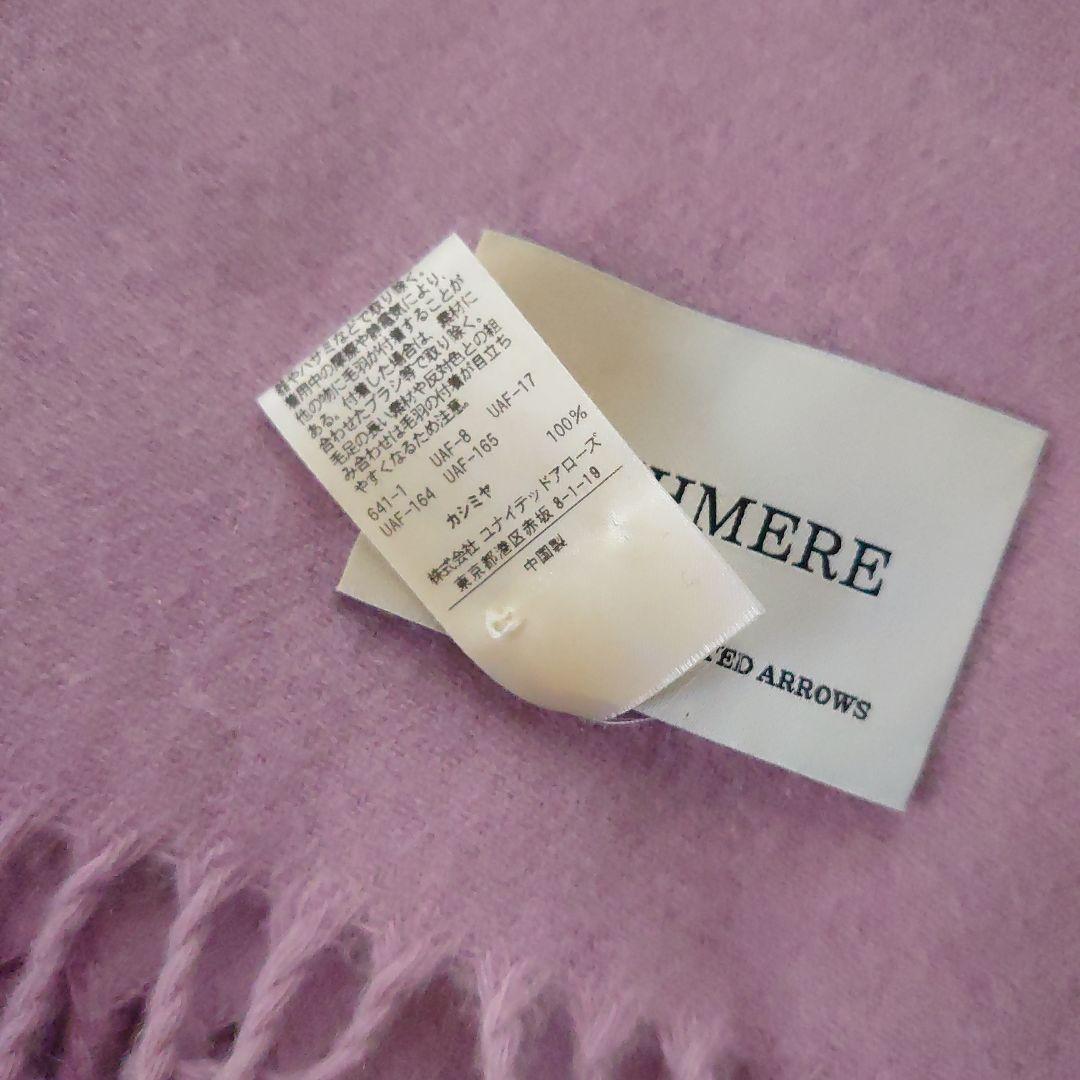 ハサミなどで取り除く。
着用中の摩擦や静電気により、
他の物に毛羽が付着することが
ある。付着した場合は、素材に
合わせたブラシ等で取り除く。
毛足の長い素材や反対色との組
み合わせは毛羽の付着が目立ち
やすくなるため注意。
641-1 UAF-8 UAF-17
UAF-164 UAF-165
カシミヤ 100%
株式会社 ユナイテッドアローズ
東京都港区赤坂 8-1-19
中国製
HMERE
TED ARROWS